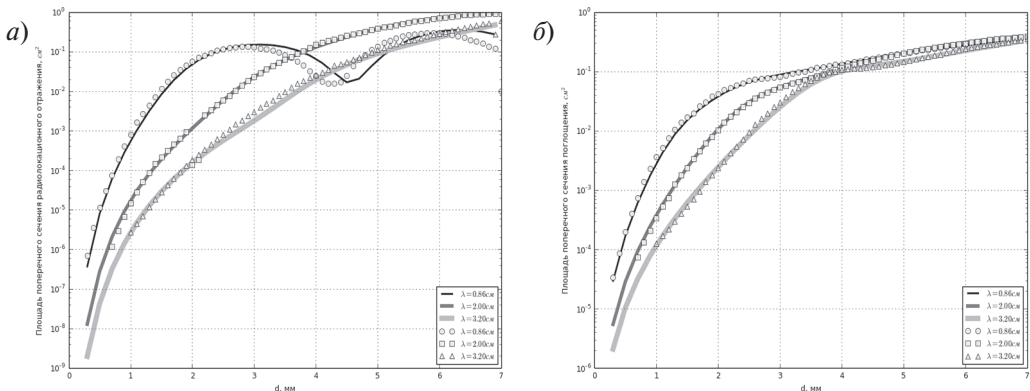 а)
Площадь поперечного сечения радиолокационного отражения, см²
10⁰
10⁻¹
10⁻²
10⁻³
10⁻⁴
10⁻⁵
10⁻⁶
10⁻⁷
10⁻⁸
10⁻⁹
0 1 2 3 4 5 6 7
d, мм
λ=0.86см
λ=2.00см
λ=3.20см
λ=0.86см
λ=2.00см
λ=3.20см
б)
Площадь поперечного сечения поглощения, см²
10⁰
10⁻¹
10⁻²
10⁻³
10⁻⁴
10⁻⁵
10⁻⁶
0 1 2 3 4 5 6 7
d, мм
λ=0.86см
λ=2.00см
λ=3.20см
λ=0.86см
λ=2.00см
λ=3.20см